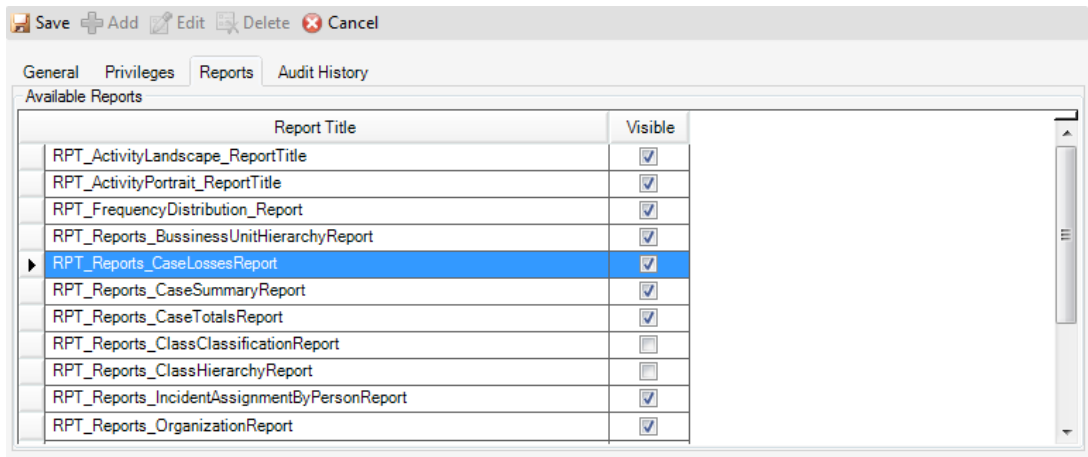 Save Add Edit Delete Cancel
General Privileges Reports Audit History
Available Reports
Report Title Visible
RPT_ActivityLandscape_ReportTitle
RPT_ActivityPortrait_ReportTitle
RPT_FrequencyDistribution_Report
RPT_Reports_BussinessUnitHierarchyReport
RPT_Reports_CaseLossesReport
RPT_Reports_CaseSummaryReport
RPT_Reports_CaseTotalsReport
RPT_Reports_ClassClassificationReport
RPT_Reports_ClassHierarchyReport
RPT_Reports_IncidentAssignmentByPersonReport
RPT_Reports_OrganizationReport